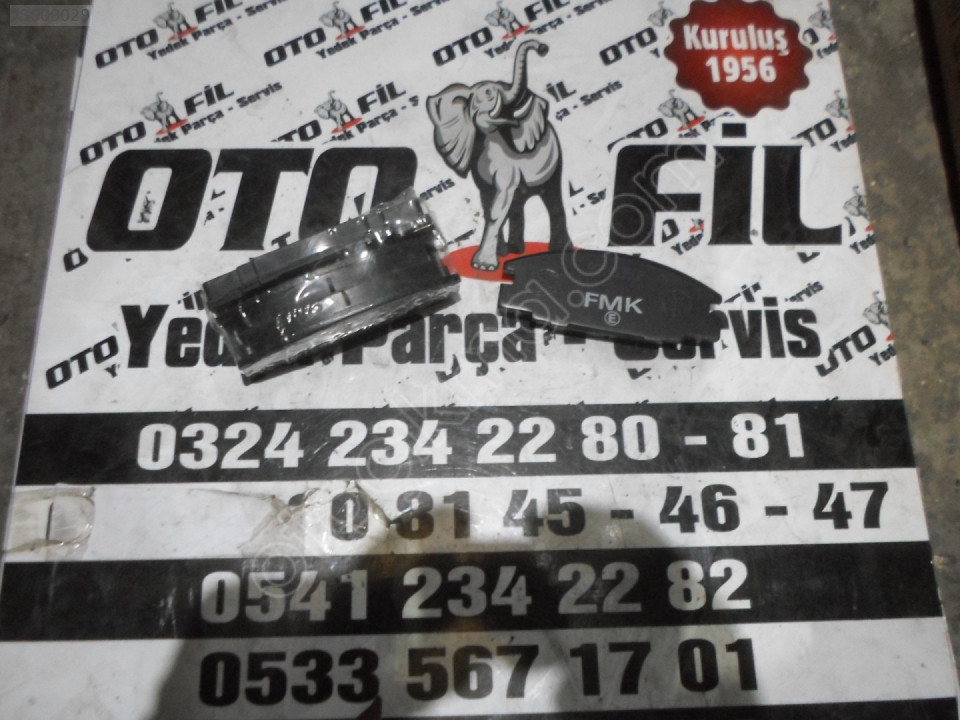 OTO FİL
Yedek Parça - Servis
Kuruluş
1956
OTO FİL
Yedek Parça - Servis
FMK
E
0324 234 22 80 - 81
0 81 45 - 46 - 47
0541 234 22 82
0533 567 17 01